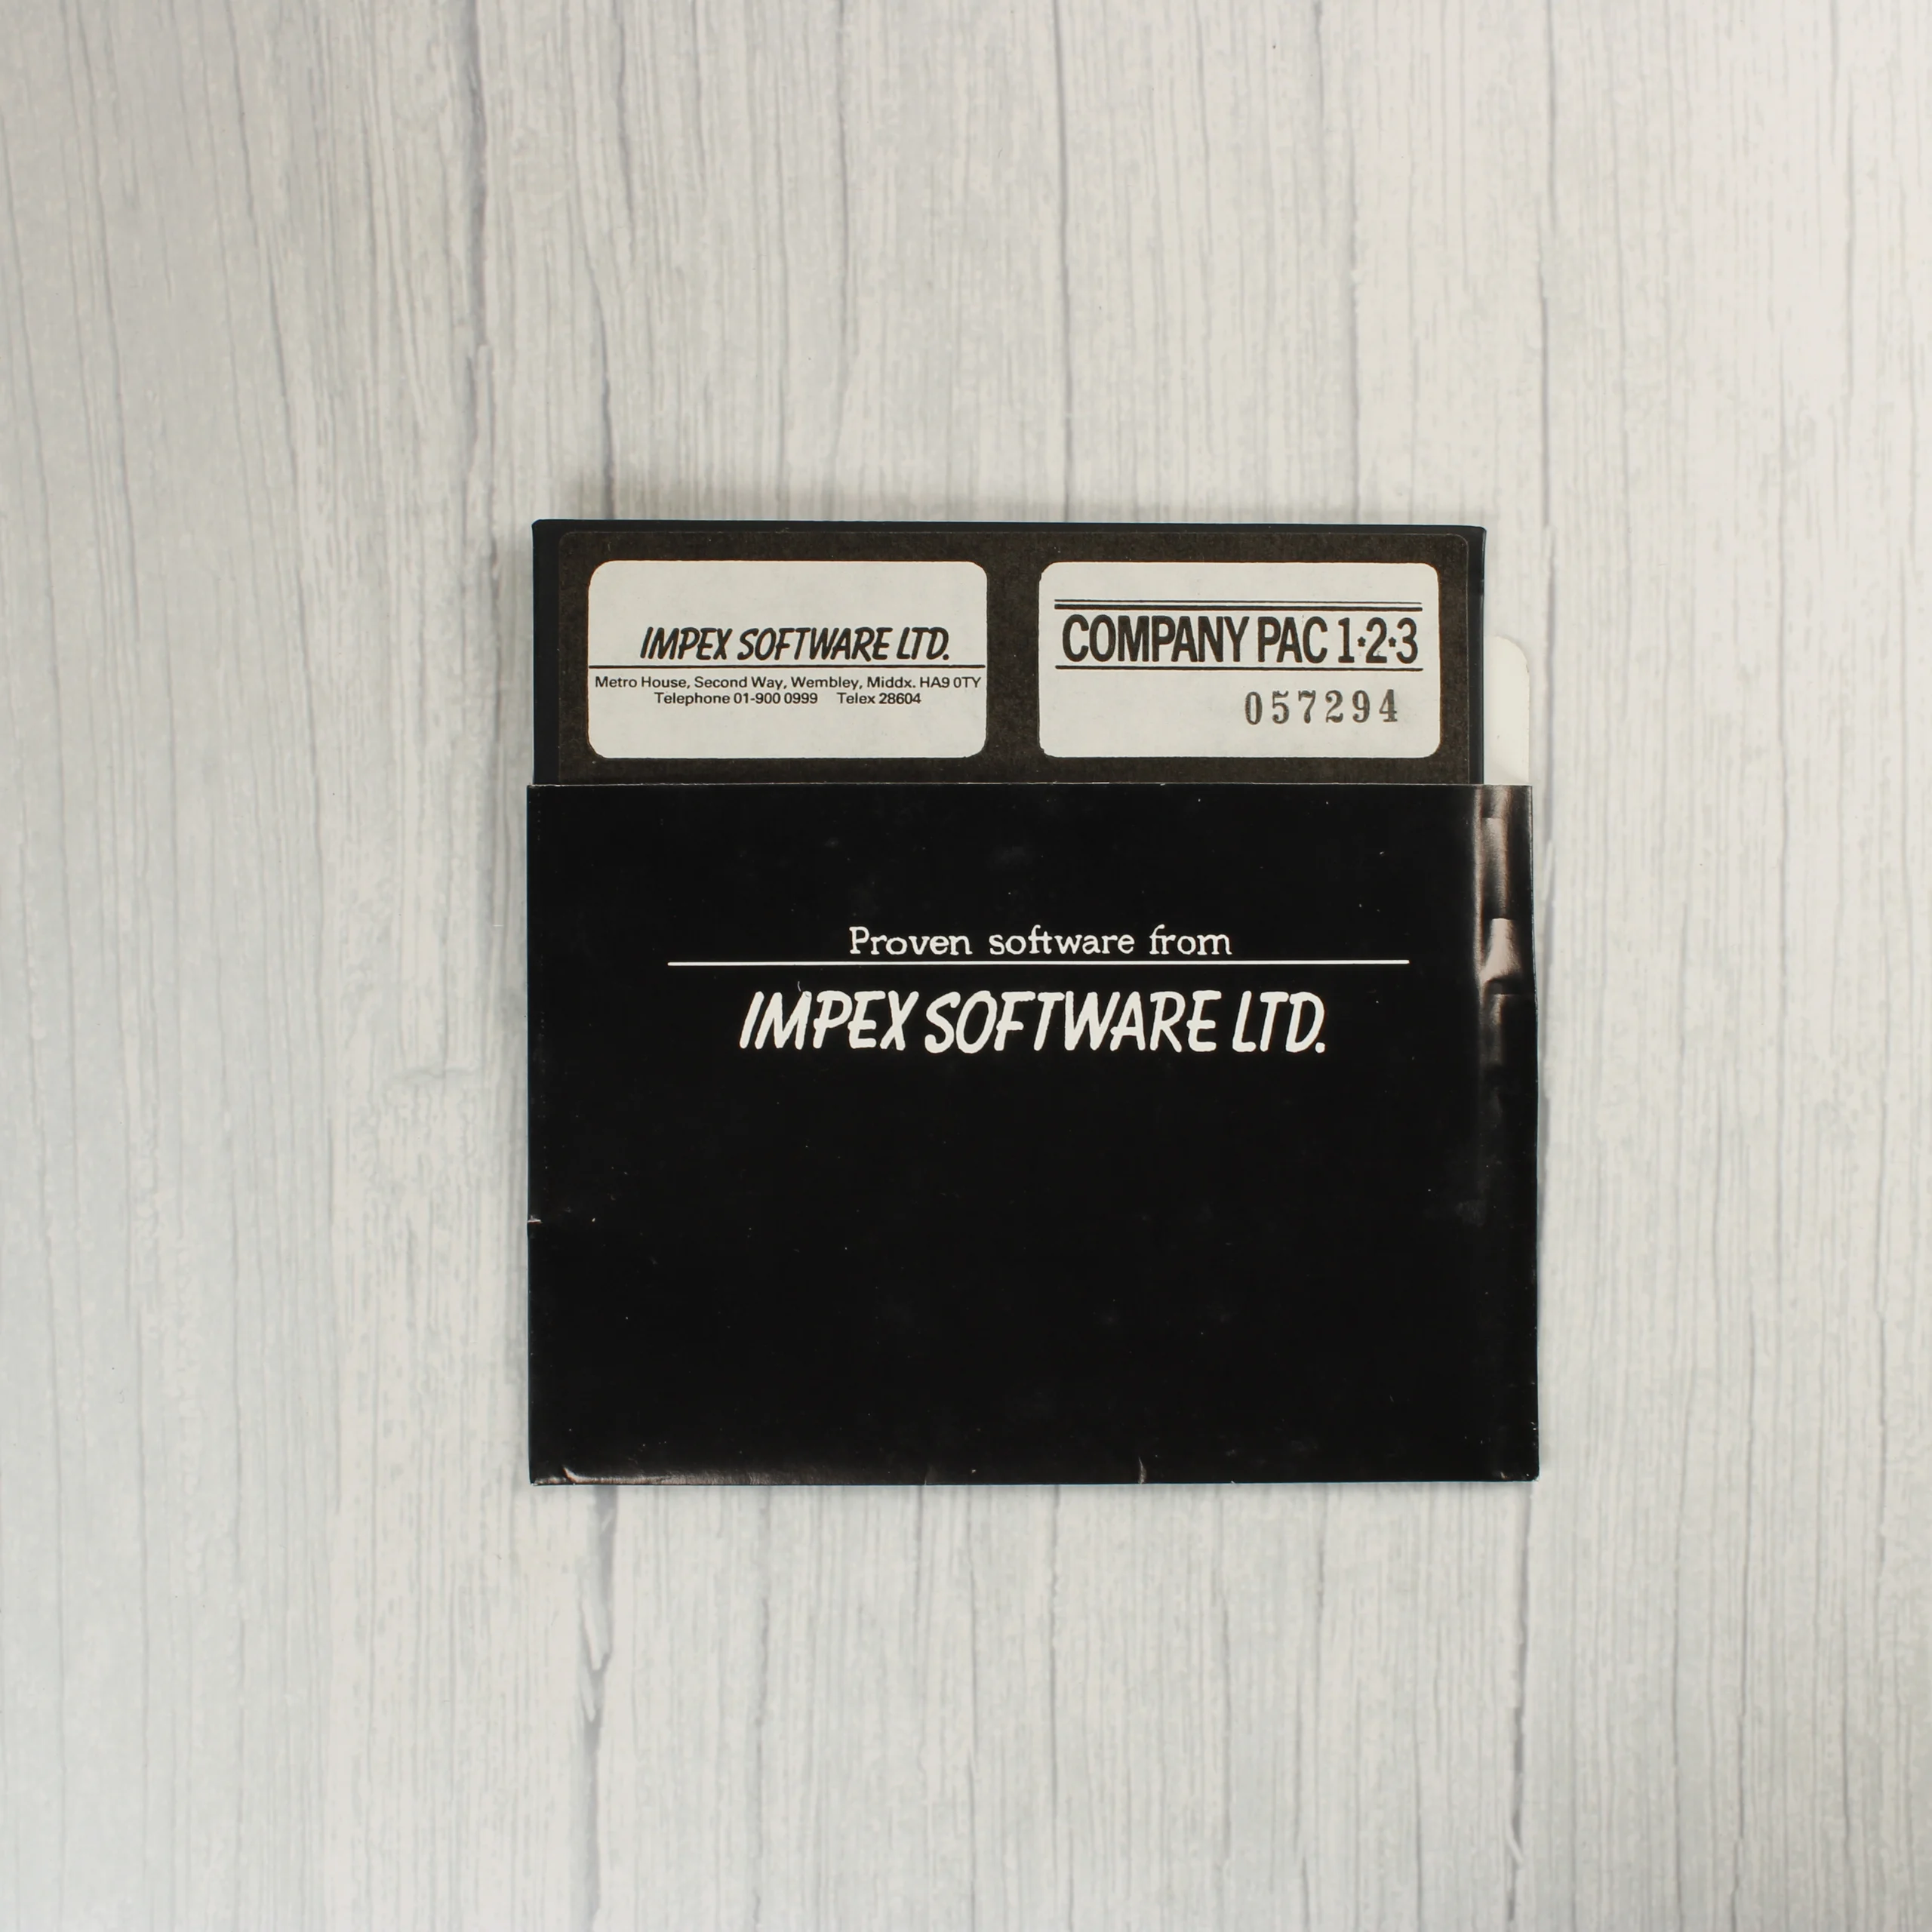 IMPEX SOFTWARE LTD.
Metro House, Second Way, Wembley, Middx. HA9 0TY
Telephone 01-900 0999 Telex 28604
COMPANY PAC 1•2•3
057294
Proven software from
IMPEX SOFTWARE LTD.